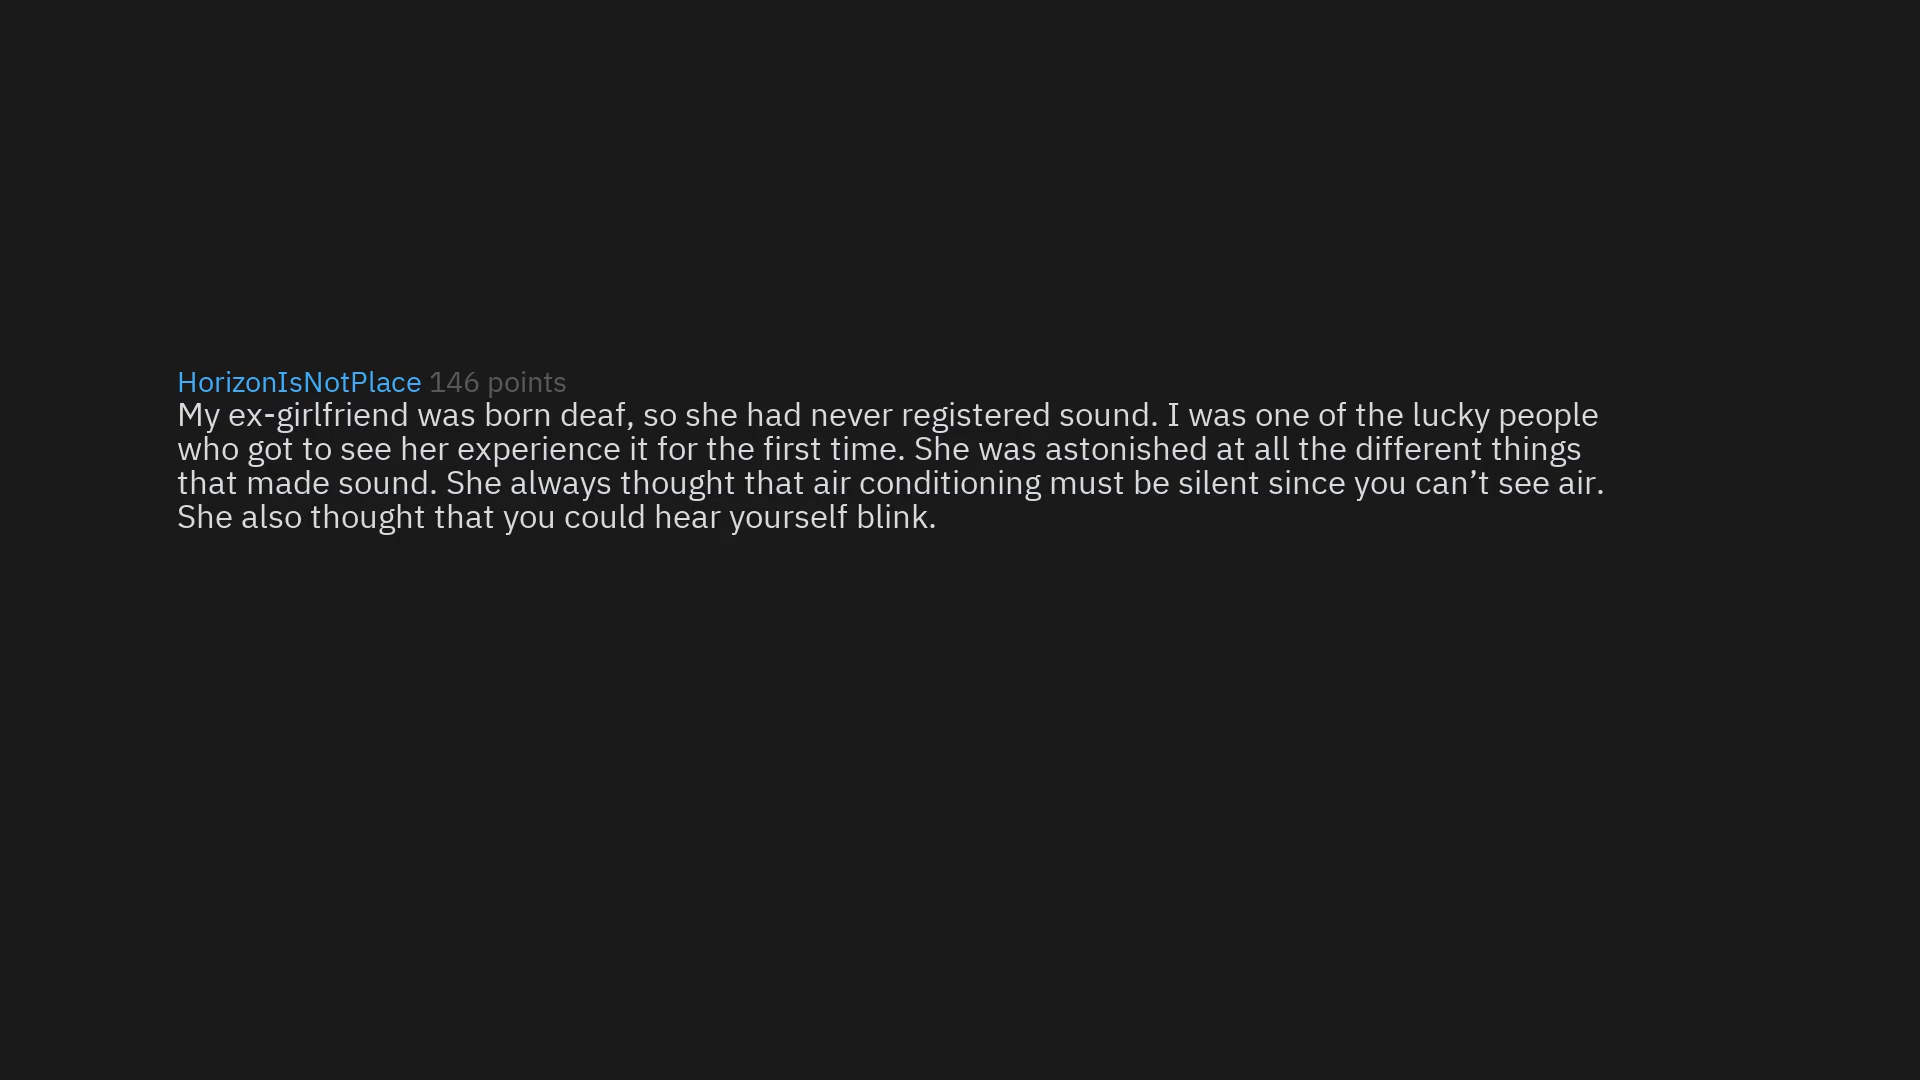 HorizonIsNotPlace 146 points
My ex-girlfriend was born deaf, so she had never registered sound. I was one of the lucky people
who got to see her experience it for the first time. She was astonished at all the different things
that made sound. She always thought that air conditioning must be silent since you can’t see air.
She also thought that you could hear yourself blink.